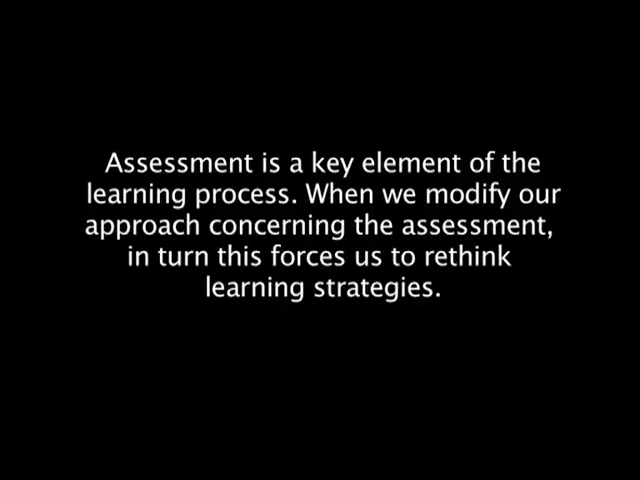 Assessment is a key element of the
learning process. When we modify our
approach concerning the assessment,
in turn this forces us to rethink
learning strategies.